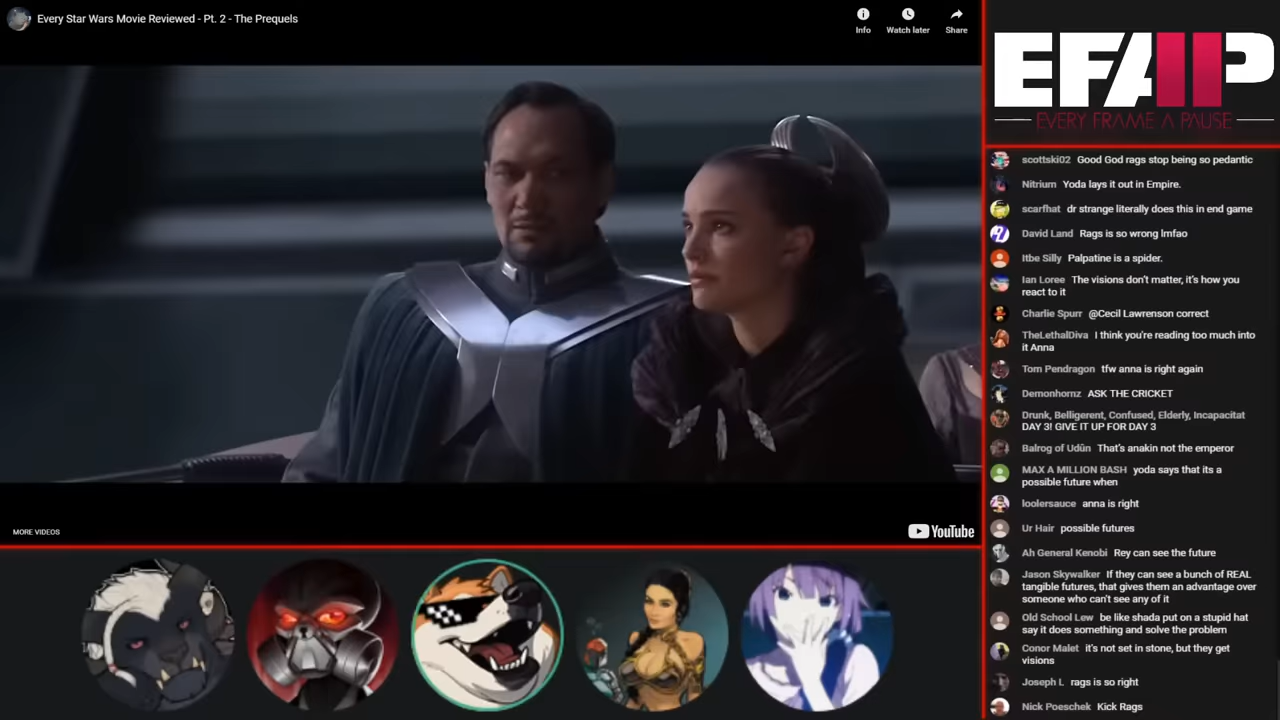 Every Star Wars Movie Reviewed - Pt. 2 - The Prequels
Info
Watch later
Share
MORE VIDEOS
YouTube
EFAP
EVERY FRAME A PAUSE
scottski02 Good God rags stop being so pedantic
Nitrium Yoda lays it out in Empire.
scarfhat dr strange literally does this in end game
David Land Rags is so wrong lmfao
Itbe Silly Palpatine is a spider.
Ian Loree The visions don't matter, it's how you
react to it
Charlie Spurr @Cecil Lawrenson correct
TheLethalDiva I think you're reading too much into
it Anna
Tom Pendragon tfw anna is right again
Demonhornz ASK THE CRICKET
Drunk, Belligerent, Confused, Elderly, Incapacitat
DAY 3! GIVE IT UP FOR DAY 3
Balrog of Udûn That's anakin not the emperor
MAX A MILLION BASH yoda says that its a
possible future when
loolersauce anna is right
Ur Hair possible futures
Ah General Kenobi Rey can see the future
Jason Skywalker If they can see a bunch of REAL
tangible futures, that gives them an advantage over
someone who can't see any of it
Old School Lew be like shada put on a stupid hat
say it does something and solve the problem
Conor Malet it's not set in stone, but they get
visions
Joseph L rags is so right
Nick Poeschek Kick Rags